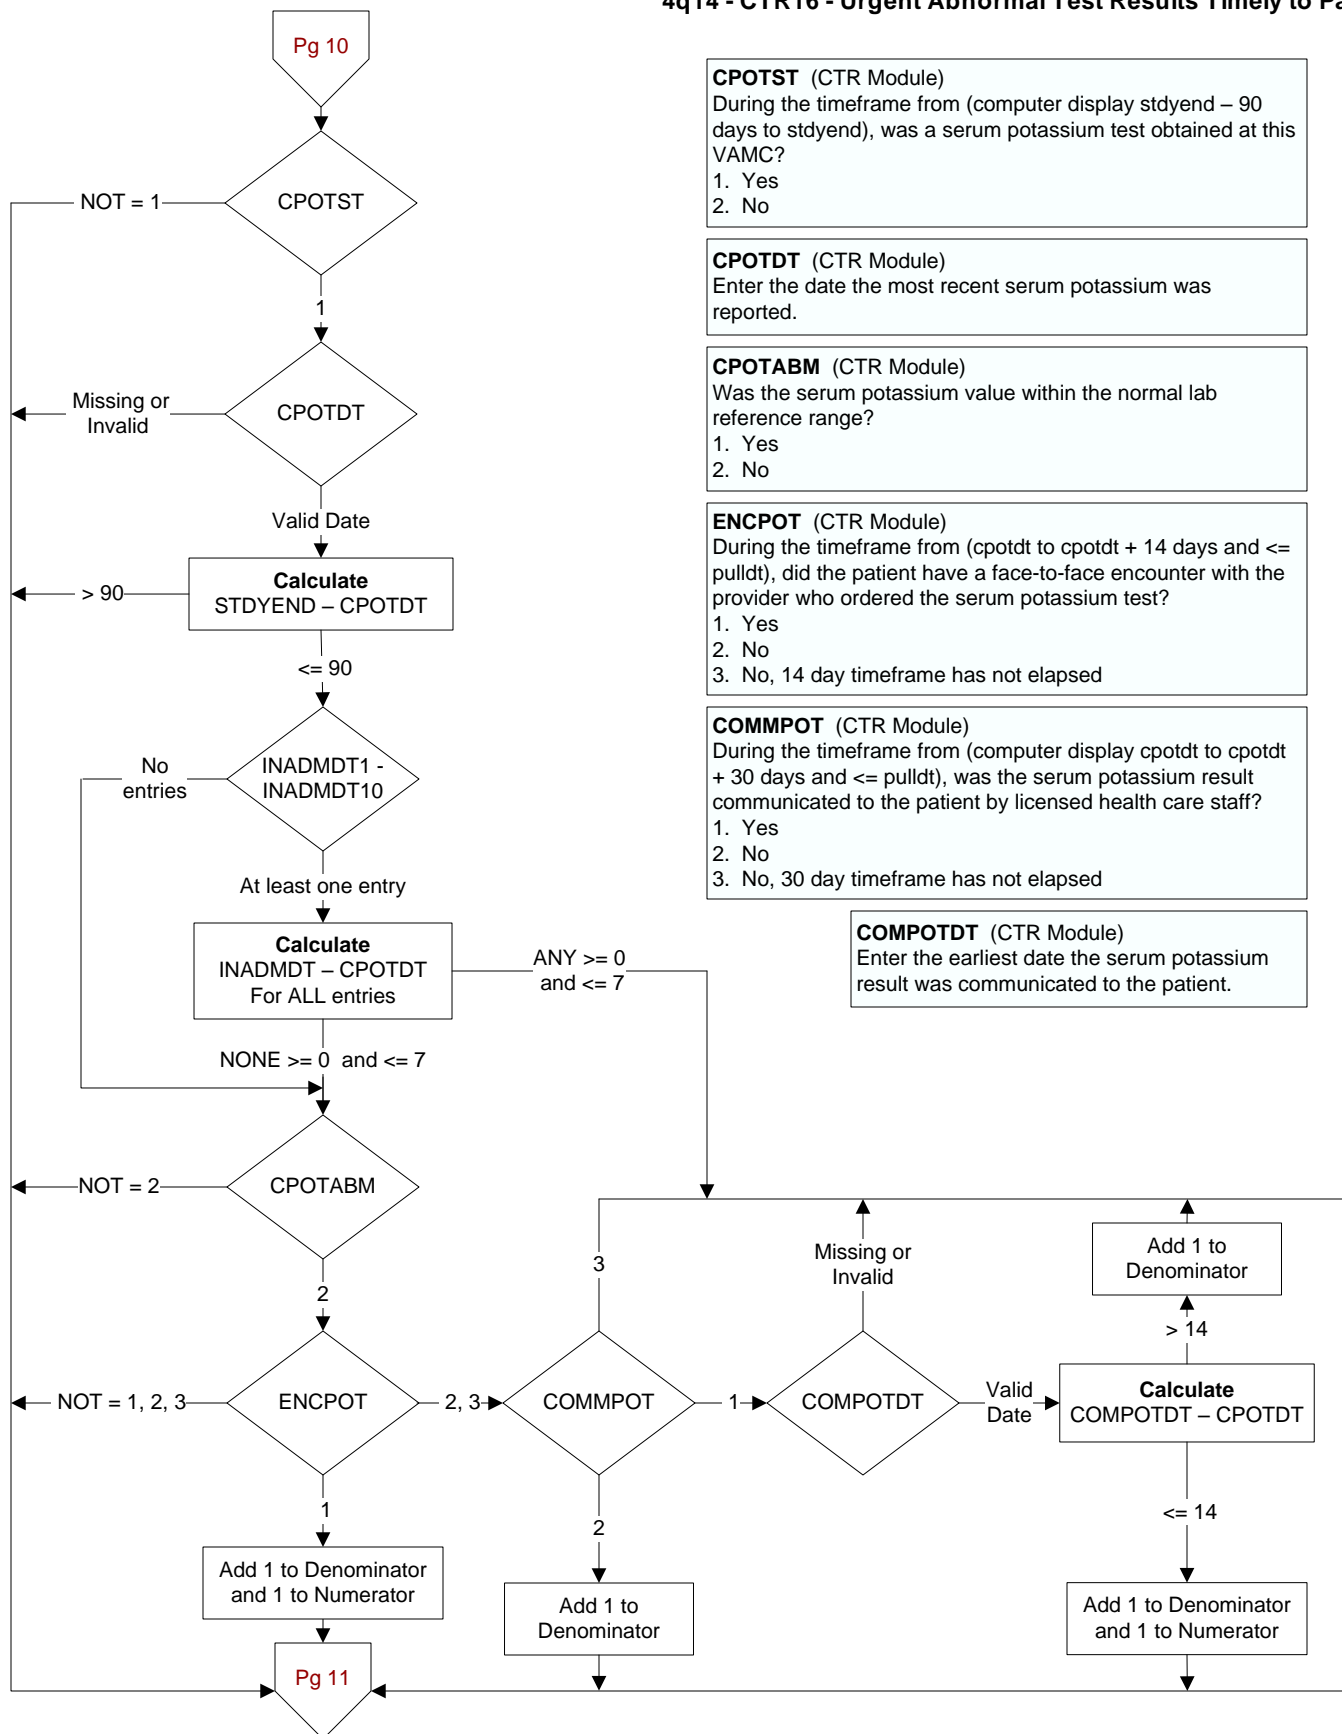 4q14 - CTR16 - Urgent Abnormal Test Results Timely to
Pg 10
CPOTST (CTR Module)
During the timeframe from (computer display stdyend – 90
days to stdyend), was a serum potassium test obtained at this
VAMC?
1. Yes
2. No
NOT = 1
CPOTST
1
CPOTDT (CTR Module)
Enter the date the most recent serum potassium was
reported.
CPOTABM (CTR Module)
Was the serum potassium value within the normal lab
reference range?
1. Yes
2. No
Missing or
Invalid
CPOTDT
Valid Date
ENCPOT (CTR Module)
During the timeframe from (cpotdt to cpotdt + 14 days and <=
pulldt), did the patient have a face-to-face encounter with the
provider who ordered the serum potassium test?
1. Yes
2. No
3. No, 14 day timeframe has not elapsed
> 90
Calculate
STDYEND – CPOTDT
<= 90
COMMPOT (CTR Module)
During the timeframe from (computer display cpotdt to cpotdt
+ 30 days and <= pulldt), was the serum potassium result
communicated to the patient by licensed health care staff?
1. Yes
2. No
3. No, 30 day timeframe has not elapsed
No
entries
INADMDT1 -
INADMDT10
At least one entry
COMPOTDT (CTR Module)
Enter the earliest date the serum potassium
result was communicated to the patient.
Calculate
INADMDT – CPOTDT
For ALL entries
ANY >= 0
and <= 7
NONE >= 0 and <= 7
NOT = 2
CPOTABM
2
3
Missing or
Invalid
Add 1 to
Denominator
> 14
NOT = 1, 2, 3
ENCPOT
2, 3
COMMPOT
1
COMPOTDT
Valid
Date
Calculate
COMPOTDT – CPOTDT
1
2
<= 14
Add 1 to Denominator
and 1 to Numerator
Add 1 to
Denominator
Add 1 to Denominator
and 1 to Numerator
Pg 11